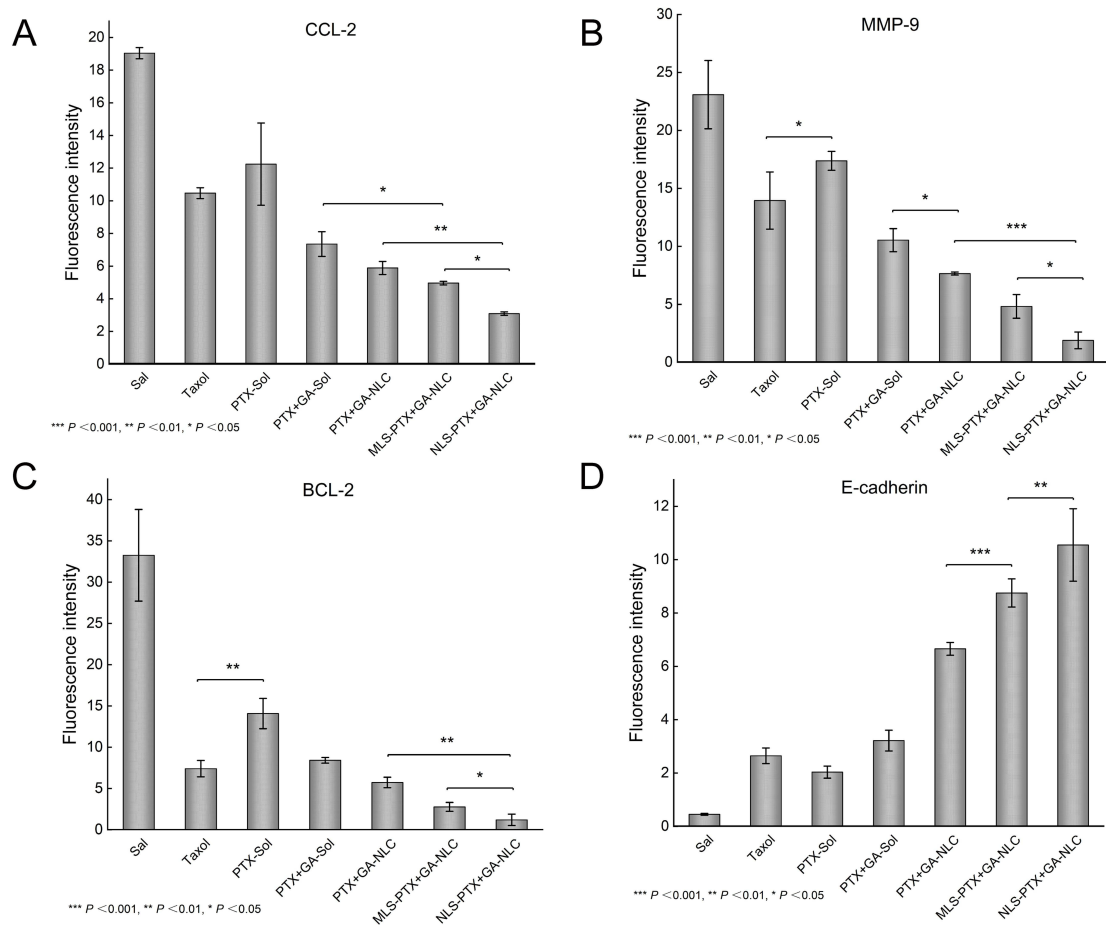 A
CCL-2
Fluorescence intensity
20
18
16
14
12
10
8
6
4
2
0
*
**
*
Sal
Taxol
PTX-Sol
PTX+GA-Sol
PTX+GA-NLC
MLS-PTX+GA-NLC
NLS-PTX+GA-NLC
*** P <0.001, ** P <0.01, * P <0.05
B
MMP-9
Fluorescence intensity
30
25
20
15
10
5
0
*
*
***
*
Sal
Taxol
PTX-Sol
PTX+GA-Sol
PTX+GA-NLC
MLS-PTX+GA-NLC
NLS-PTX+GA-NLC
*** P <0.001, ** P <0.01, * P <0.05
C
BCL-2
Fluorescence intensity
40
35
30
25
20
15
10
5
0
**
**
*
Sal
Taxol
PTX-Sol
PTX+GA-Sol
PTX+GA-NLC
MLS-PTX+GA-NLC
NLS-PTX+GA-NLC
*** P <0.001, ** P <0.01, * P <0.05
D
E-cadherin
Fluorescence intensity
12
10
8
6
4
2
0
***
**
Sal
Taxol
PTX-Sol
PTX+GA-Sol
PTX+GA-NLC
MLS-PTX+GA-NLC
NLS-PTX+GA-NLC
*** P <0.001, ** P <0.01, * P <0.05